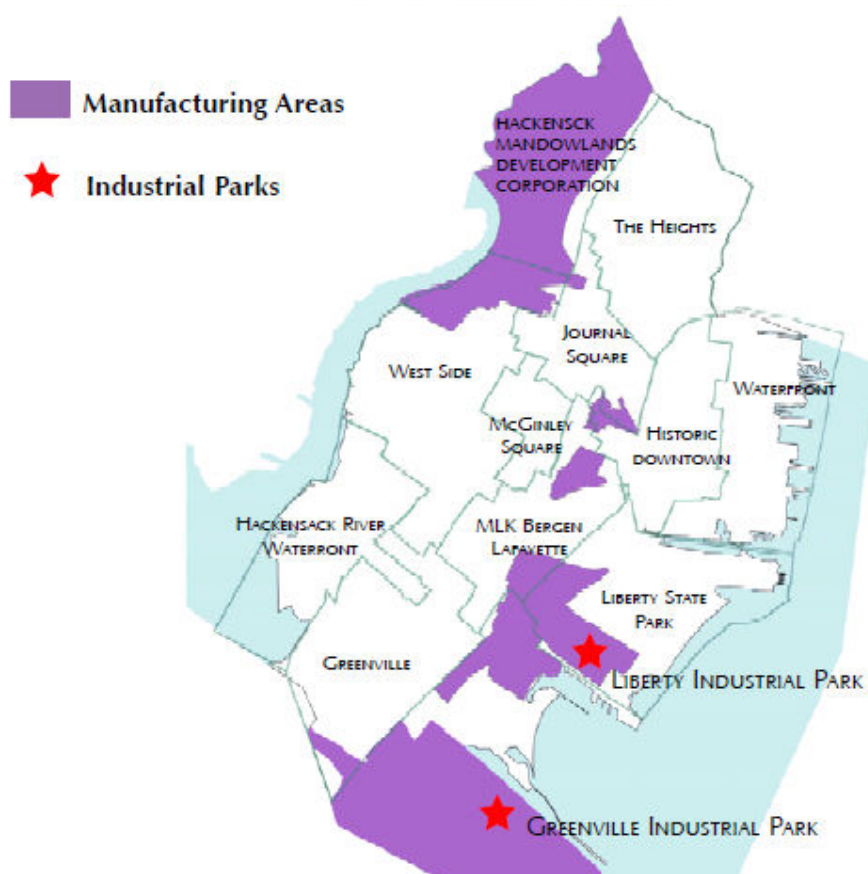 Manufacturing Areas
Industrial Parks
HACKENSCK
MANDOWLANDS
DEVELOPMENT
CORPORATION
THE HEIGHTS
JOURNAL
SQUARE
WEST SIDE
WATERFRONT
MCGINLEY
SQUARE
HISTORIC
DOWNTOWN
HACKENSACK RIVER
WATERRONT
MLK BERGEN
LAFAYETTE
LIBERTY STATE
PARK
GREENVILLE
LIBERTY INDUSTRIAL PARK
GREENVILLE INDUSTRIAL PARK